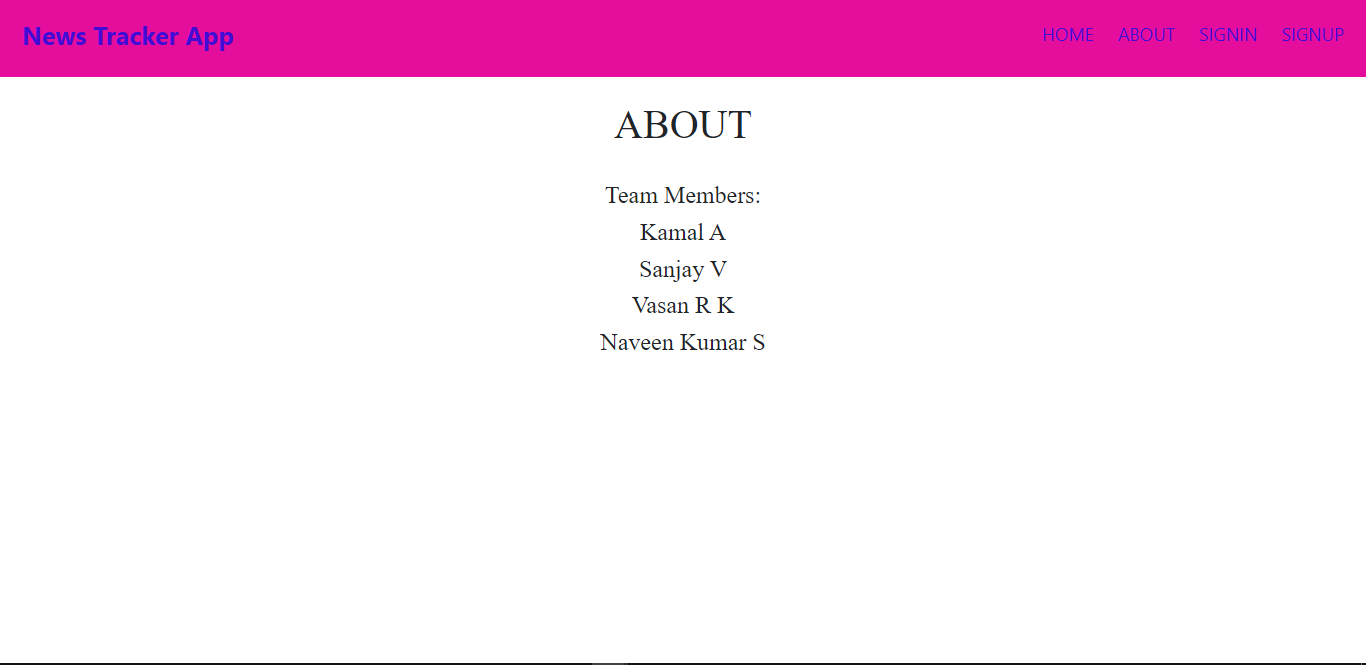 News Tracker App
HOME ABOUT SIGNIN SIGNUP
ABOUT
Team Members:
Kamal A
Sanjay V
Vasan R K
Naveen Kumar S